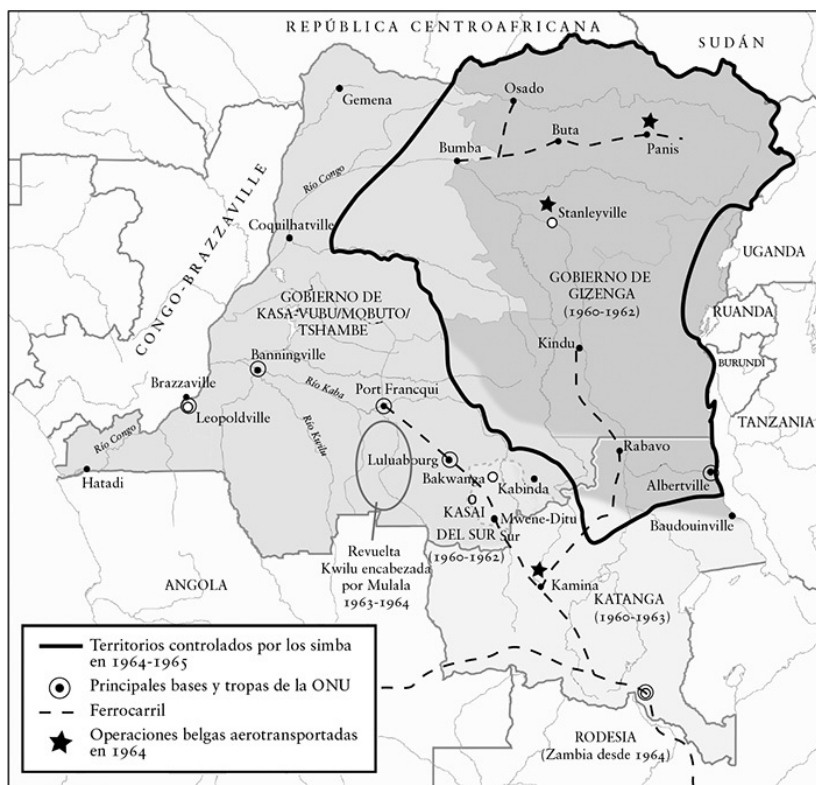 REPÚBLICA CENTROAFRICANA
SUDÁN
Osado
Gemena
Buta
Panis
Bumba
Río Congo
Stanleyville
Coquilhatville
CONGO-BRAZZAVILLE
UGANDA
GOBIERNO DE
GIZENGA
(1960-1962)
GOBIERNO DE
KASA-VUBU/MOBUTO/
TSHAMBE
RUANDA
Kindu
BURUNDI
Banningville
Brazzaville
Río Kaba
Port Francqui
Leopoldville
TANZANIA
Río Congo
Río Kwilu
Rabavo
Luluabourg
Hatadi
Bakwanga
Kabinda
Albertville
KASAI
DEL SUR
Sur
(1960-1962)
Mwene-Ditu
Baudouinville
Revuelta
Kwilu encabezada
por Mulala
1963-1964
ANGOLA
Kamina
KATANGA
(1960-1963)
Territorios controlados por los simba
en 1964-1965
Principales bases y tropas de la ONU
Ferrocarril
Operaciones belgas aerotransportadas
en 1964
RODESIA
(Zambia desde 1964)